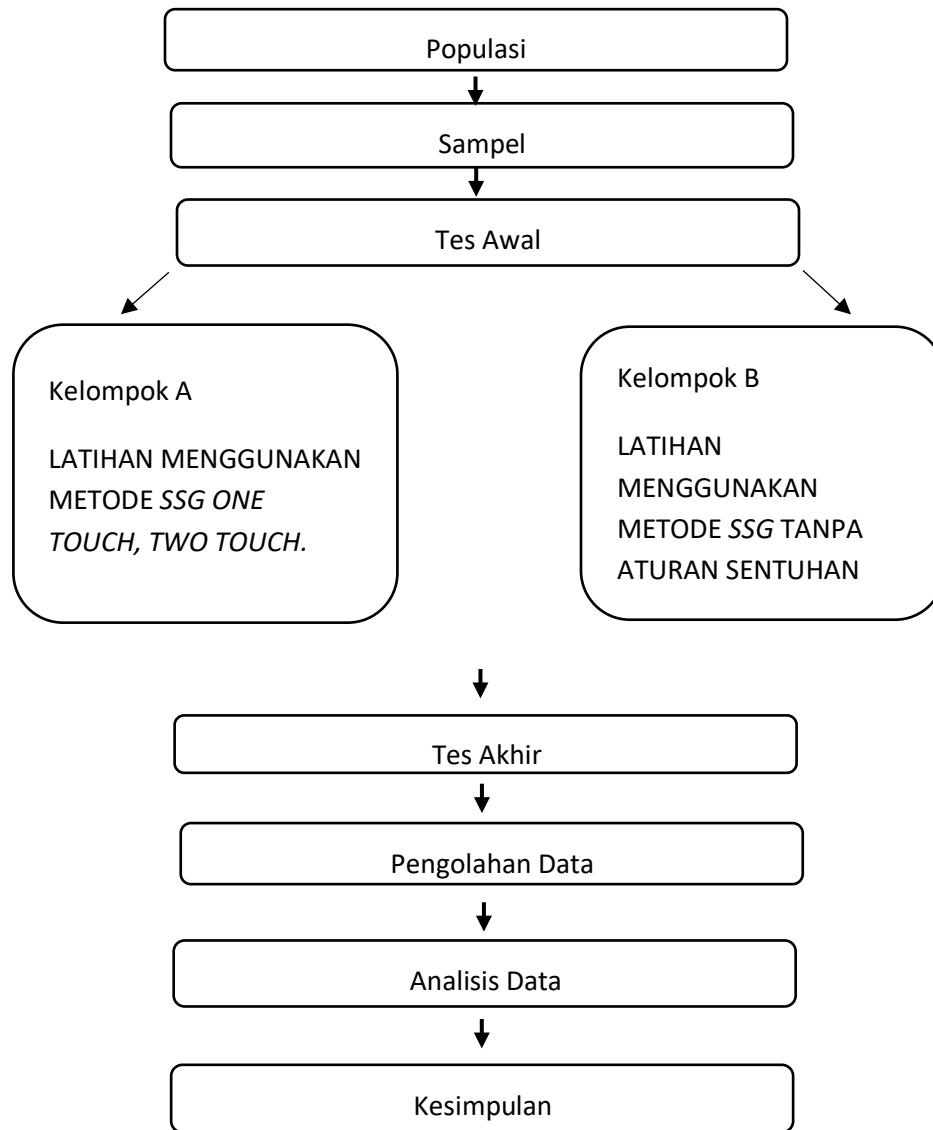 Populasi
Sampel
Tes Awal
Kelompok A
LATIHAN MENGGUNAKAN
METODE SSG ONE
TOUCH, TWO TOUCH.
Kelompok B
LATIHAN
MENGGUNAKAN
METODE SSG TANPA
ATURAN SENTUHAN
Tes Akhir
Pengolahan Data
Analisis Data
Kesimpulan